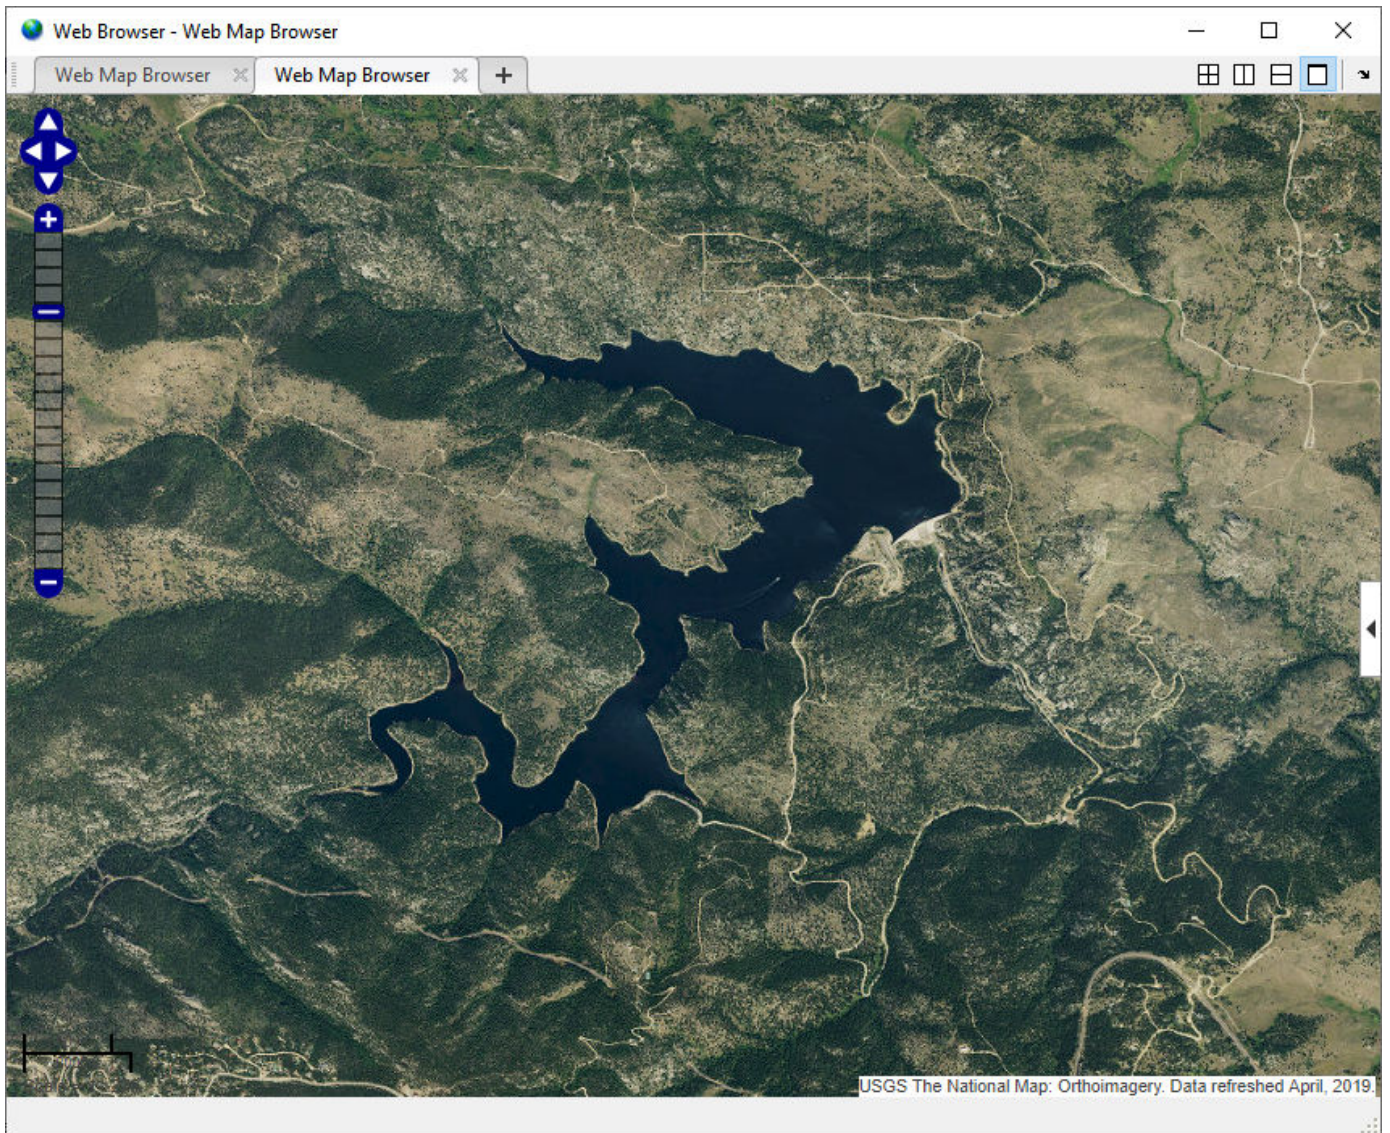 Web Browser - Web Map Browser
Web Map Browser
Web Map Browser
USGS The National Map: Orthoimagery. Data refreshed April, 2019.